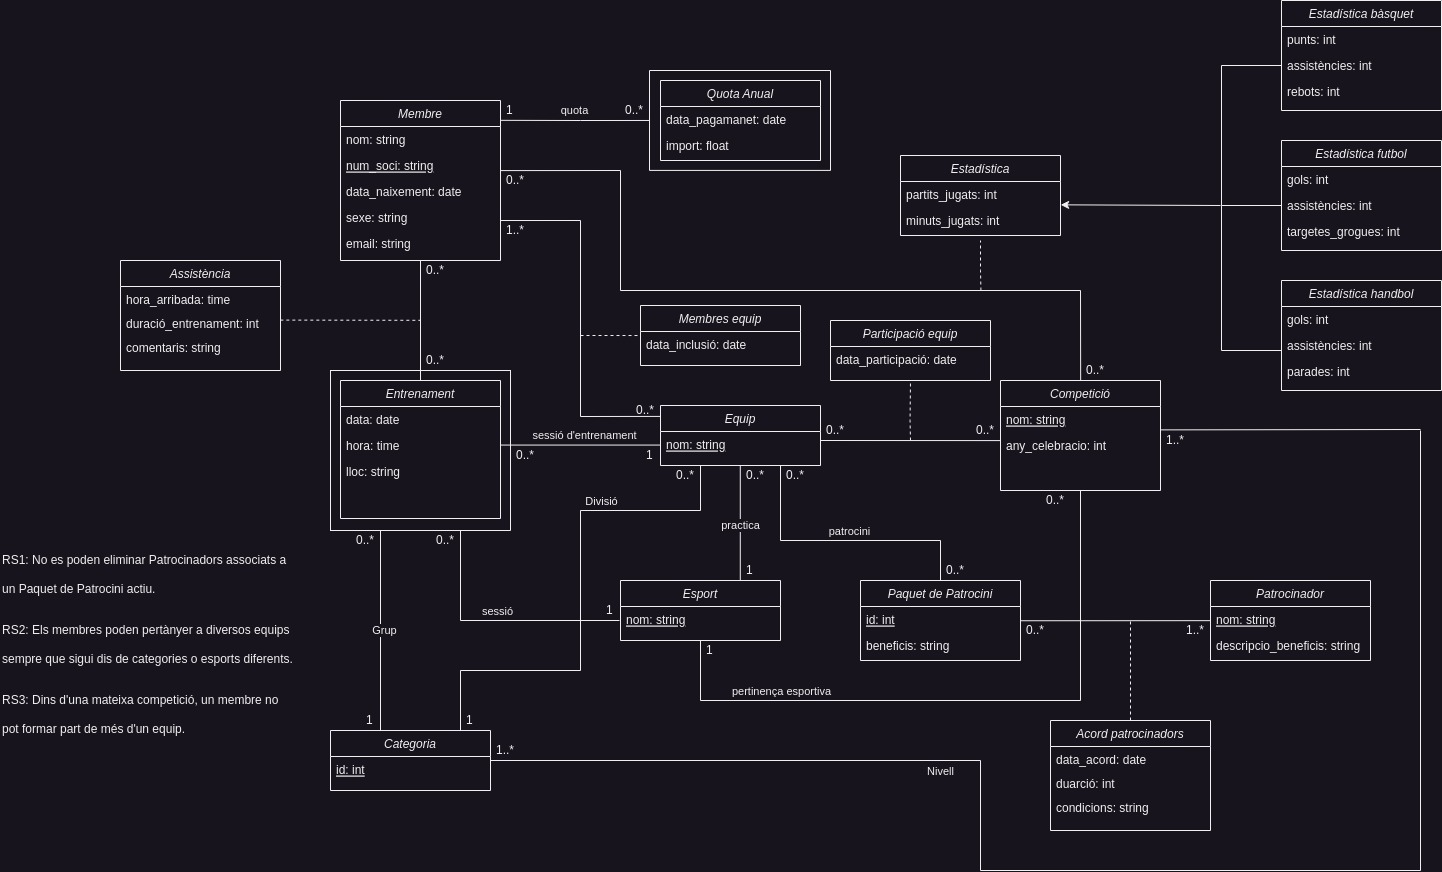 Estadística bàsquet
punts: int
assistències: int
rebots: int
Quota Anual
data_pagamanet: date
import: float
Membre
nom: string
num_soci: string
data_naixement: date
sexe: string
email: string
1
quota
0..*
0..*
1..*
0..*
Estadística futbol
gols: int
assistències: int
targetes_grogues: int
Estadística
partits_jugats: int
minuts_jugats: int
Assistència
hora_arribada: time
duració_entrenament: int
comentaris: string
Estadística handbol
gols: int
assistències: int
parades: int
Membres equip
data_inclusió: date
Participació equip
data_participació: date
0..*
0..*
Entrenament
data: date
hora: time
lloc: string
Competició
nom: string
any_celebracio: int
0..*
Equip
nom: string
sessió d'entrenament
0..*
1
0..*
0..*
1..*
0..*
0..*
0..*
0..*
Divisió
practica
patrocini
0..*
0..*
1
0..*
RS1: No es poden eliminar Patrocinadors associats a
un Paquet de Patrocini actiu.
RS2: Els membres poden pertànyer a diversos equips
sempre que sigui dis de categories o esports diferents.
RS3: Dins d'una mateixa competició, un membre no
pot formar part de més d'un equip.
Esport
nom: string
Paquet de Patrocini
id: int
beneficis: string
Patrocinador
nom: string
descripcio_beneficis: string
sessió
1
0..*
1..*
Grup
1
pertinença esportiva
1
1
Categoria
id: int
1..*
Nivell
Acord patrocinadors
data_acord: date
duarció: int
condicions: string